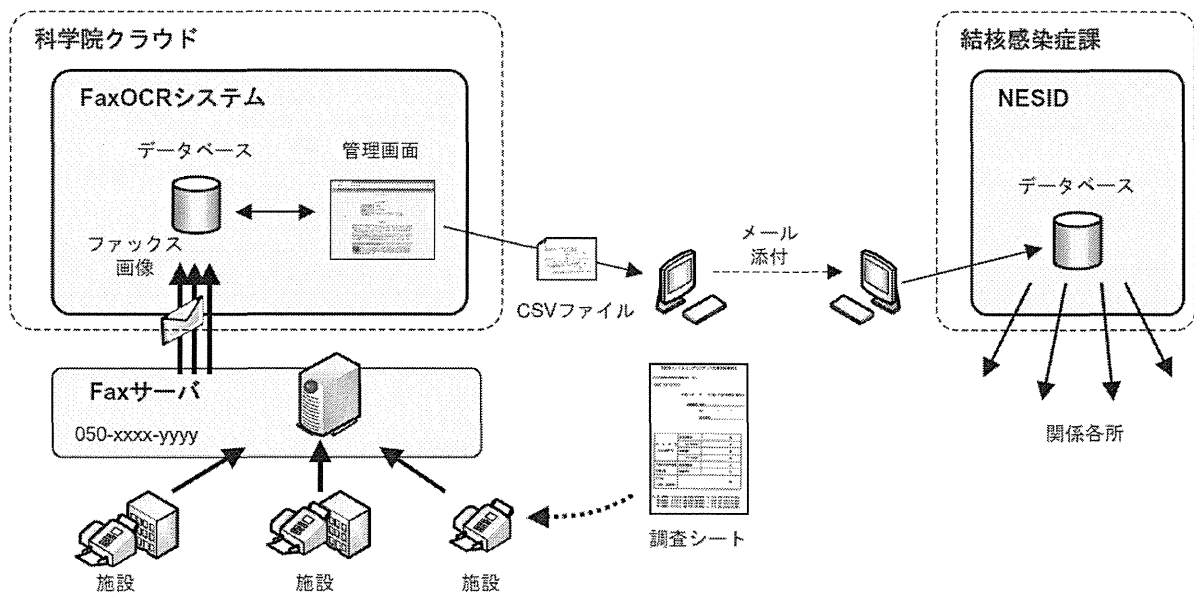 科学院クラウド
FaxOCRシステム
データベース
管理画面
ファックス
画像
CSVファイル
メール
添付
結核感染症課
NESID
データベース
関係各所
Faxサーバ
050-xxxx-yyyy
施設
施設
施設
調査シート